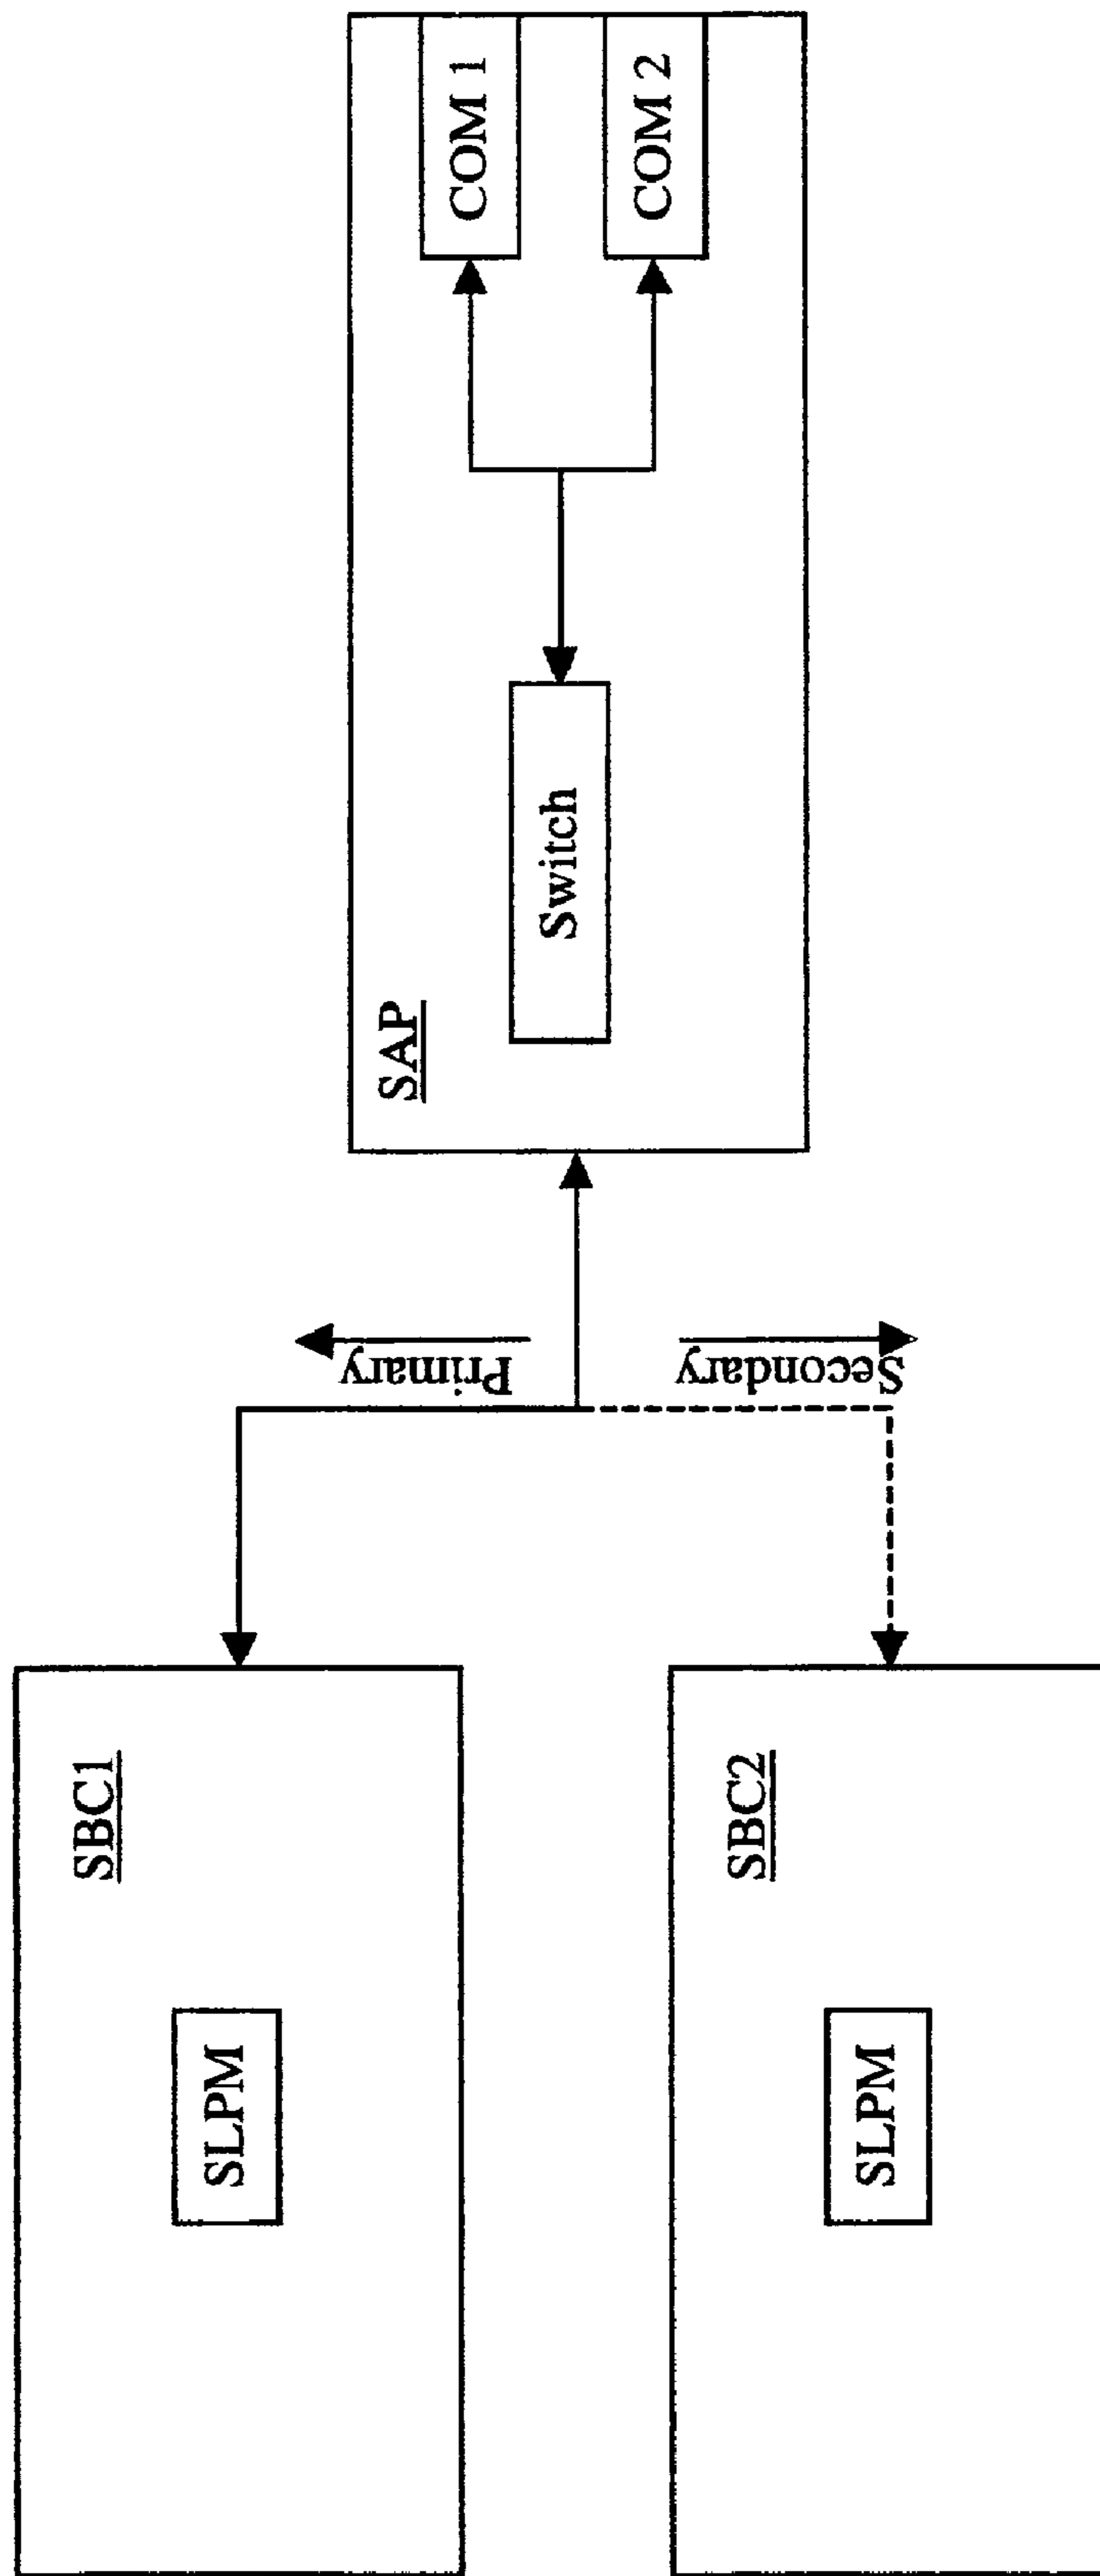 SBC1
SLPM
SBC2
SLPM
Primary
Secondary
SAP
Switch
COM 1
COM 2